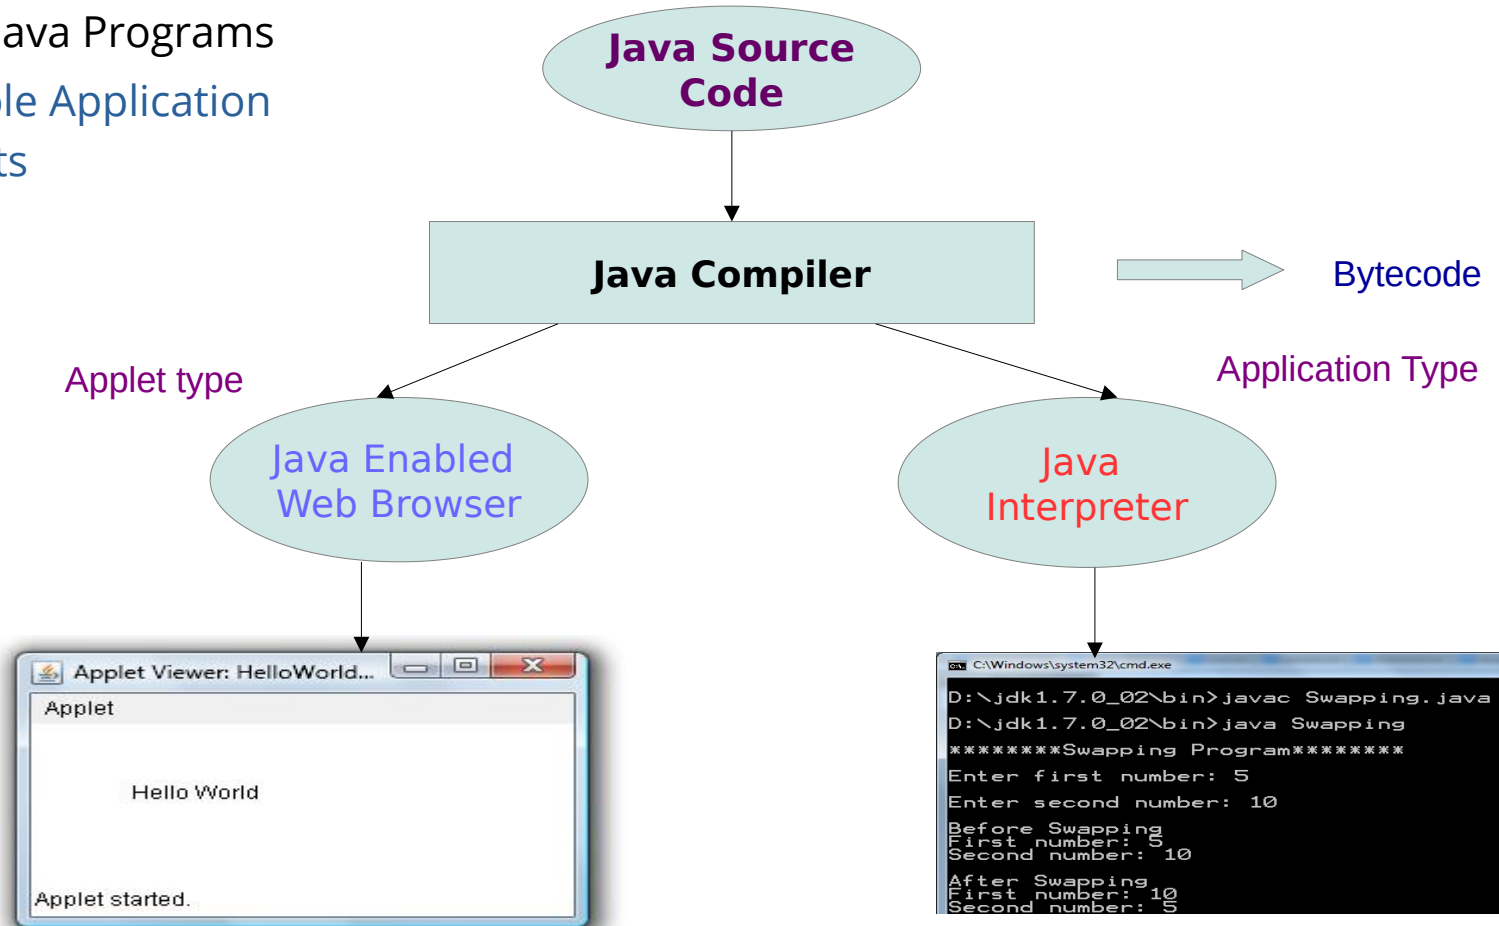 ava Programs
le Application
ts
Java Source
Code
Java Compiler
Bytecode
Applet type
Application Type
Java Enabled
Web Browser
Java
Interpreter
Applet Viewer: HelloWorld...
Applet
Hello World
Applet started.
C:\Windows\system32\cmd.exe
D:\jdk1.7.0_02\bin>javac Swapping.java
D:\jdk1.7.0_02\bin>java Swapping
********Swapping Program********
Enter first number: 5
Enter second number: 10
Before Swapping
First number: 5
Second number: 10
After Swapping
First number: 10
Second number: 5